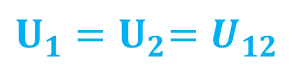 U₁ = U₂= U₁₂